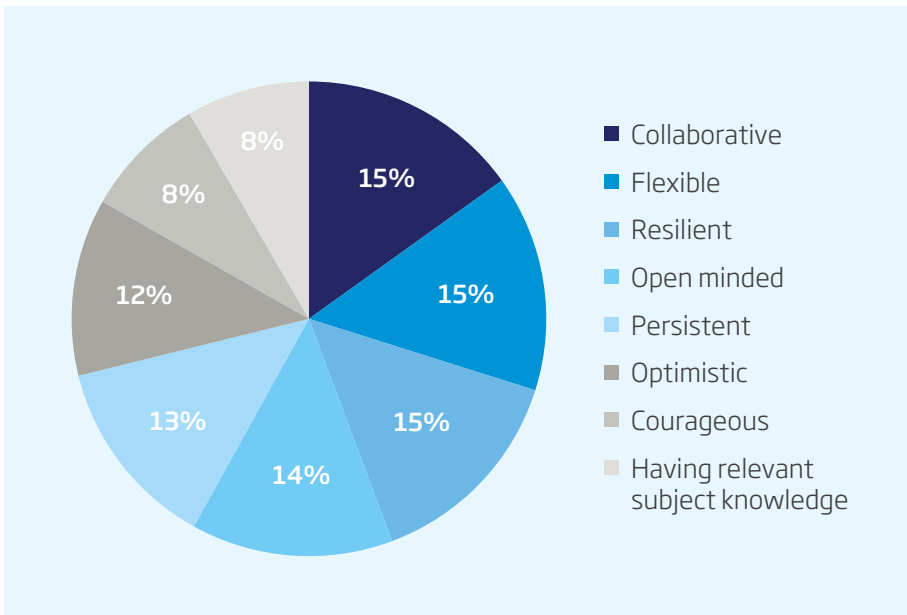 8%
15%
8%
15%
12%
15%
13%
14%
Collaborative
Flexible
Resilient
Open minded
Persistent
Optimistic
Courageous
Having relevant
subject knowledge